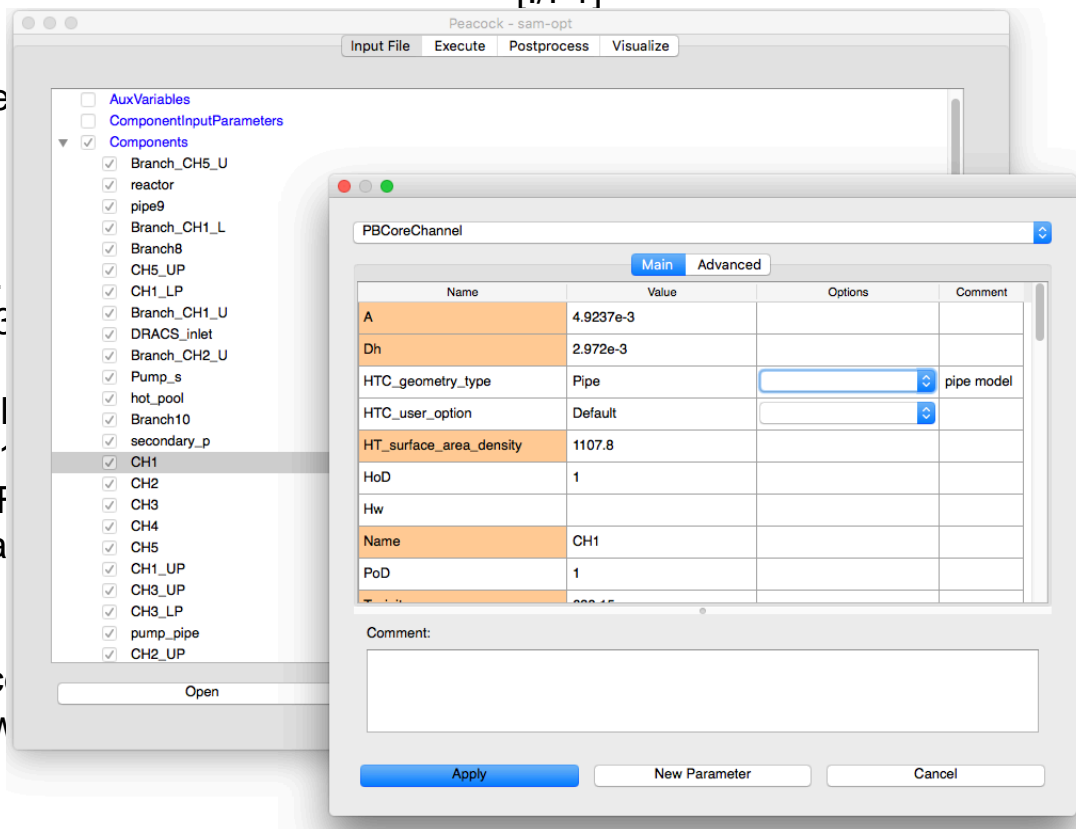 Peacock - sam-opt
Input File Execute Postprocess Visualize
AuxVariables
ComponentInputParameters
Components
Branch_CH5_U
reactor
pipe9
Branch_CH1_L
Branch8
CH5_UP
CH1_LP
Branch_CH1_U
DRACS_inlet
Branch_CH2_U
Pump_s
hot_pool
Branch10
secondary_p
CH1
CH2
CH3
CH4
CH5
CH1_UP
CH3_UP
CH3_LP
pump_pipe
CH2_UP
Open
PBCoreChannel
Main Advanced
Name Value Options Comment
A 4.9237e-3
Dh 2.972e-3
HTC_geometry_type Pipe pipe model
HTC_user_option Default
HT_surface_area_density 1107.8
HoD 1
Hw
Name CH1
PoD 1
Comment:
Apply New Parameter Cancel